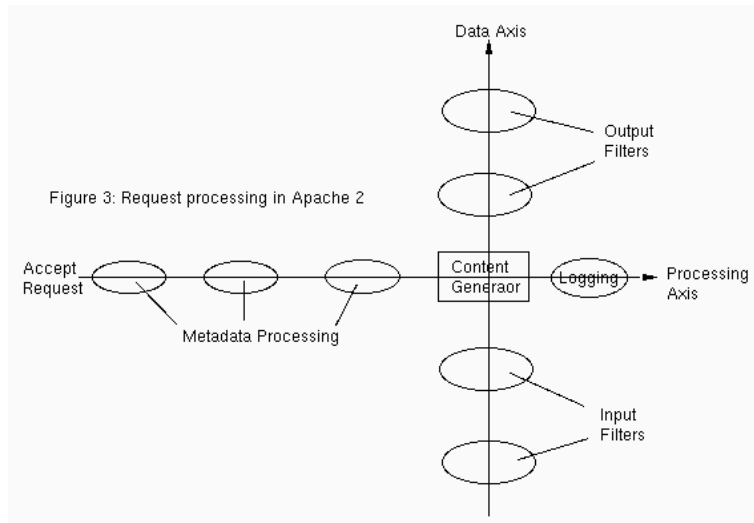 Data Axis
Output
Filters
Figure 3: Request processing in Apache 2
Accept
Request
Content
Generaor
Logging
Processing
Axis
Metadata Processing
Input
Filters